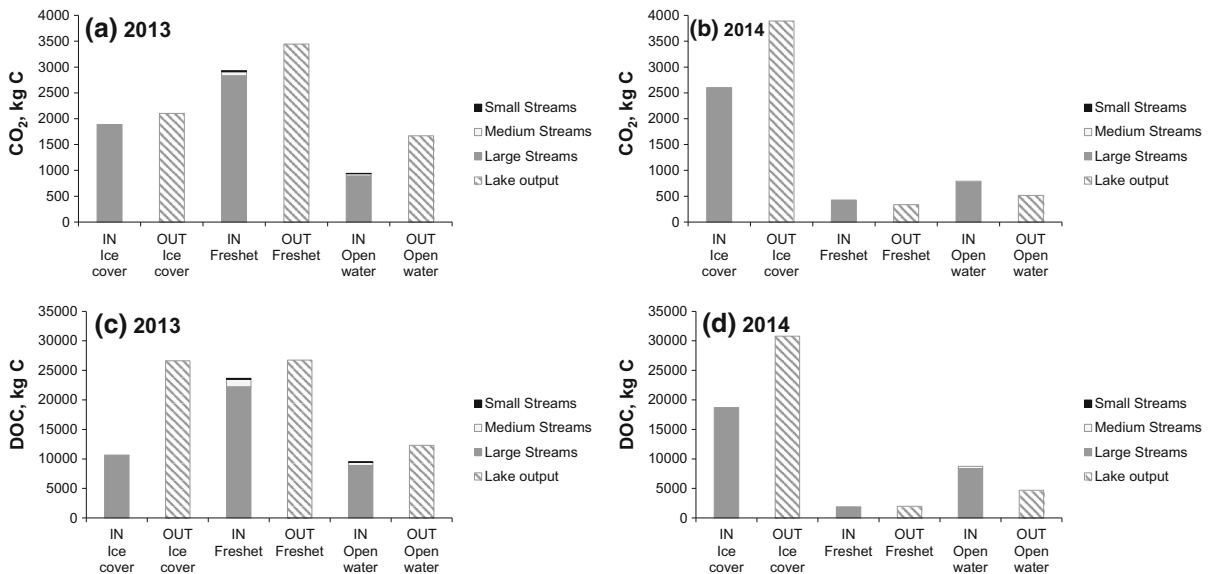 (a) 2013
CO2, kg C
4000
3500
3000
2500
2000
1500
1000
500
0
IN
Ice
cover
OUT
Ice
cover
IN
Freshet
OUT
Freshet
IN
Open
water
OUT
Open
water
Small Streams
Medium Streams
Large Streams
Lake output
(b) 2014
CO2, kg C
4000
3500
3000
2500
2000
1500
1000
500
0
IN
Ice
cover
OUT
Ice
cover
IN
Freshet
OUT
Freshet
IN
Open
water
OUT
Open
water
Small Streams
Medium Streams
Large Streams
Lake output
(c) 2013
DOC, kg C
35000
30000
25000
20000
15000
10000
5000
0
IN
Ice
cover
OUT
Ice
cover
IN
Freshet
OUT
Freshet
IN
Open
water
OUT
Open
water
Small Streams
Medium Streams
Large Streams
Lake output
(d) 2014
DOC, kg C
35000
30000
25000
20000
15000
10000
5000
0
IN
Ice
cover
OUT
Ice
cover
IN
Freshet
OUT
Freshet
IN
Open
water
OUT
Open
water
Small Streams
Medium Streams
Large Streams
Lake output